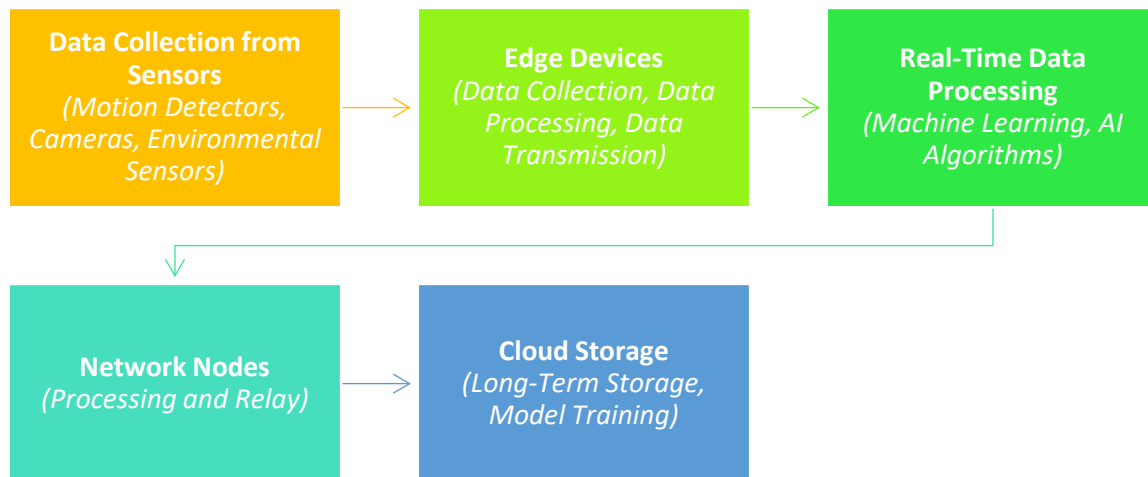 Data Collection from
Sensors
(Motion Detectors,
Cameras, Environmental
Sensors)
Edge Devices
(Data Collection, Data
Processing, Data
Transmission)
Real-Time Data
Processing
(Machine Learning, AI
Algorithms)
Network Nodes
(Processing and Relay)
Cloud Storage
(Long-Term Storage,
Model Training)